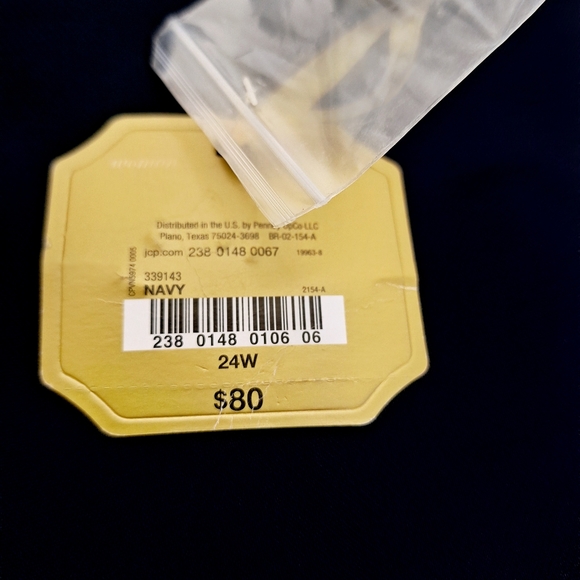 Distributed in the U.S. by Penney OpCo LLC
Plano, Texas 75024-3698 BR-02-154-A
jcp.com 238 0148 0067 19963-8
339143
NAVY 2154-A
238 0148 0106 06
24W
$80